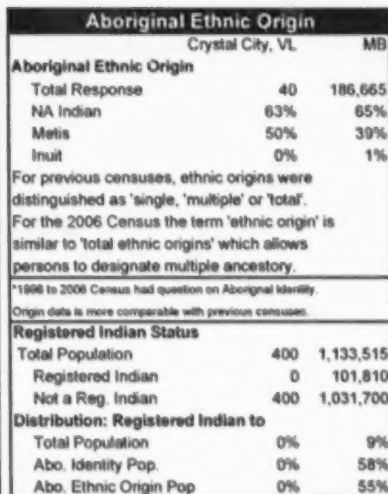 Aboriginal Ethnic Origin
Crystal City, VL MB
Aboriginal Ethnic Origin
Total Response 40 186,665
NA Indian 63% 65%
Metis 50% 39%
Inuit 0% 1%
For previous censuses, ethnic origins were
distinguished as 'single, 'multiple' or 'total'.
For the 2006 Census the term 'ethnic origin' is
similar to 'total ethnic origins' which allows
persons to designate multiple ancestory.
*1996 to 2006 Census had question on Aboriginal Identity.
Origin data is more comparable with previous censuses.
Registered Indian Status
Total Population 400 1,133,515
Registered Indian 0 101,810
Not a Reg. Indian 400 1,031,700
Distribution: Registered Indian to
Total Population 0% 9%
Abo. Identity Pop. 0% 58%
Abo. Ethnic Origin Pop 0% 55%